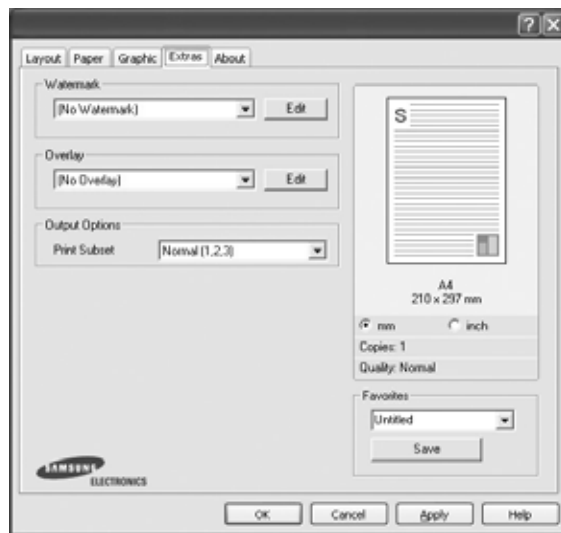 Layout Paper Graphic Extras About
Watermark
(No Watermark)
Edit
Overlay
(No Overlay)
Edit
Output Options
Print Subset
Normal (1,2,3)
S
A4
210 x 297 mm
mm
inch
Copies: 1
Quality: Normal
Favorites
Untitled
Save
SAMSUNG
ELECTRONICS
OK Cancel Apply Help